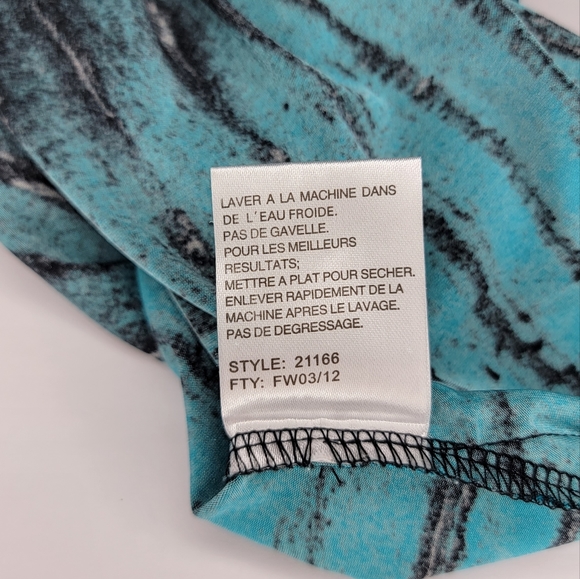 LAVER A LA MACHINE DANS
DE L'EAU FROIDE.
PAS DE GAVELLE.
POUR LES MEILLEURS
RESULTATS;
METTRE A PLAT POUR SECHER.
ENLEVER RAPIDEMENT DE LA
MACHINE APRES LE LAVAGE.
PAS DE DEGRESSAGE.
STYLE: 21166
FTY: FW03/12